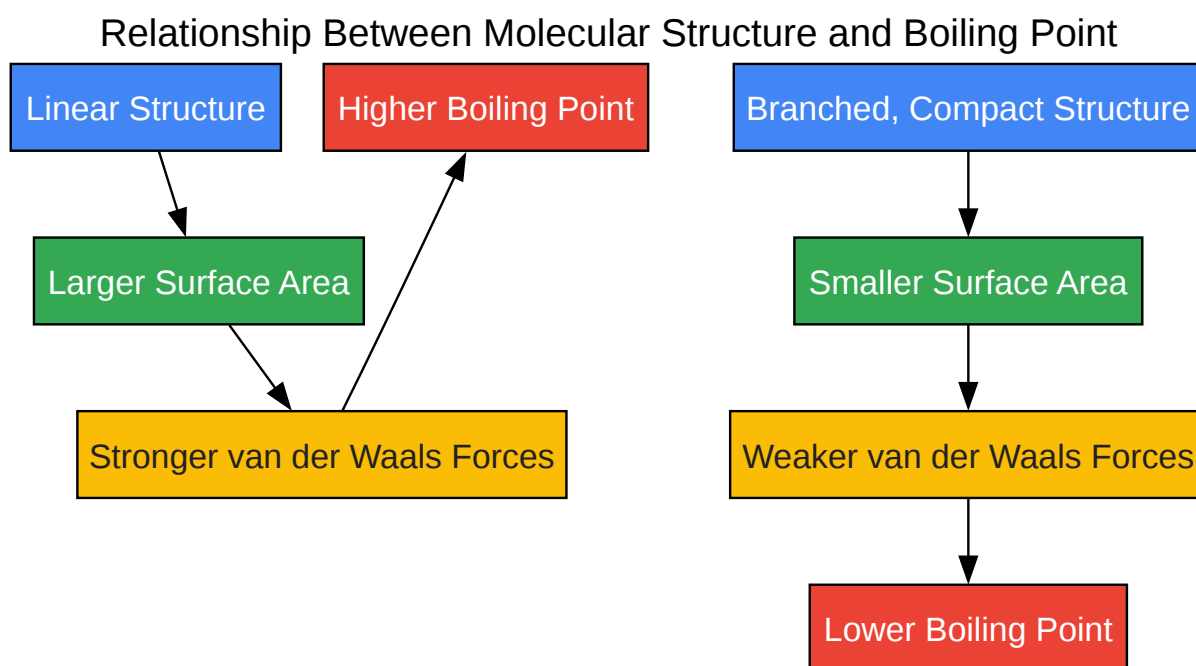 Relationship Between Molecular Structure and Boiling Point
Linear Structure
Higher Boiling Point
Branched, Compact Structure
Larger Surface Area
Smaller Surface Area
Stronger van der Waals Forces
Weaker van der Waals Forces
Lower Boiling Point